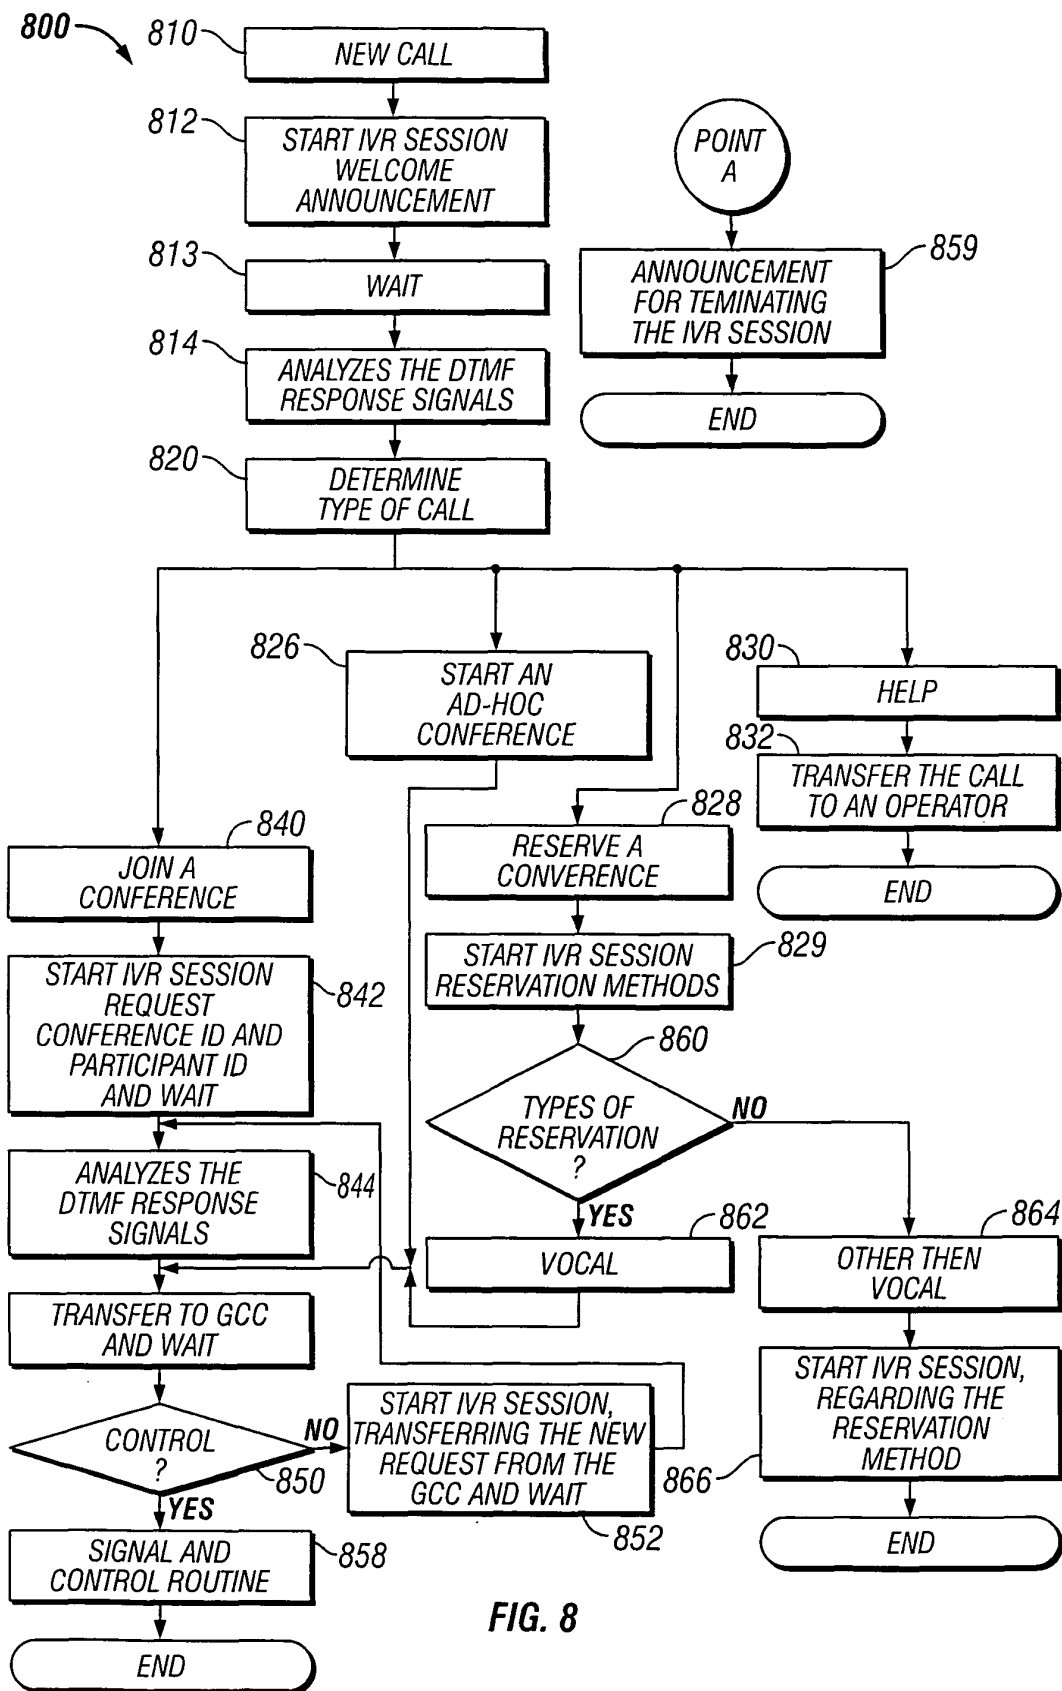 800
810
NEW CALL
812
START IVR SESSION
WELCOME
ANNOUNCEMENT
813
WAIT
814
ANALYZES THE DTMF
RESPONSE SIGNALS
820
DETERMINE
TYPE OF CALL
POINT
A
859
ANNOUNCEMENT
FOR TEMINATING
THE IVR SESSION
END
826
START AN
AD-HOC
CONFERENCE
830
HELP
832
TRANSFER THE CALL
TO AN OPERATOR
END
828
RESERVE A
CONVERENCE
829
START IVR SESSION
RESERVATION METHODS
860
TYPES OF
RESERVATION
?
NO
YES
862
VOCAL
864
OTHER THEN
VOCAL
START IVR SESSION,
REGARDING THE
RESERVATION
METHOD
866
END
840
JOIN A
CONFERENCE
START IVR SESSION
REQUEST
CONFERENCE ID AND
PARTICIPANT ID
AND WAIT
842
ANALYZES THE
DTMF RESPONSE
SIGNALS
844
TRANSFER TO GCC
AND WAIT
CONTROL
?
850
NO
YES
START IVR SESSION,
TRANSFERRING THE NEW
REQUEST FROM THE
GCC AND WAIT
852
SIGNAL AND
CONTROL ROUTINE
858
END
FIG. 8